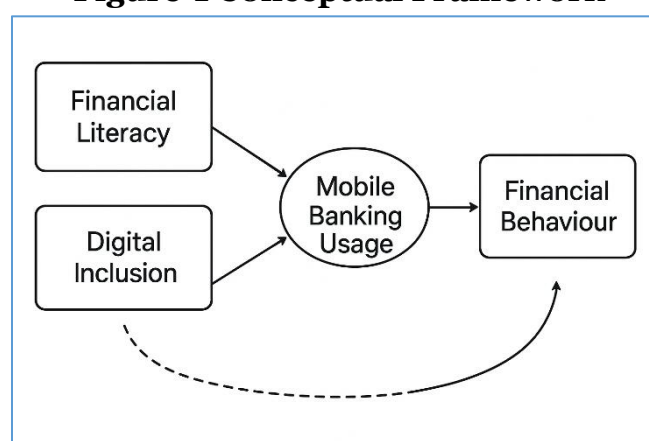 Financial
Literacy
Digital
Inclusion
Mobile
Banking
Usage
Financial
Behaviour